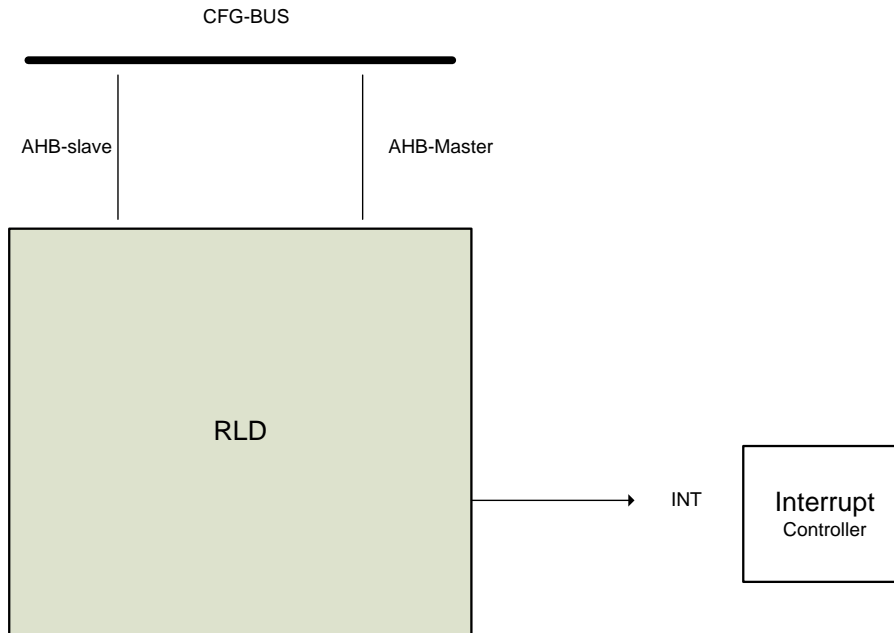 CFG-BUS
AHB-slave
AHB-Master
RLD
INT
Interrupt
Controller